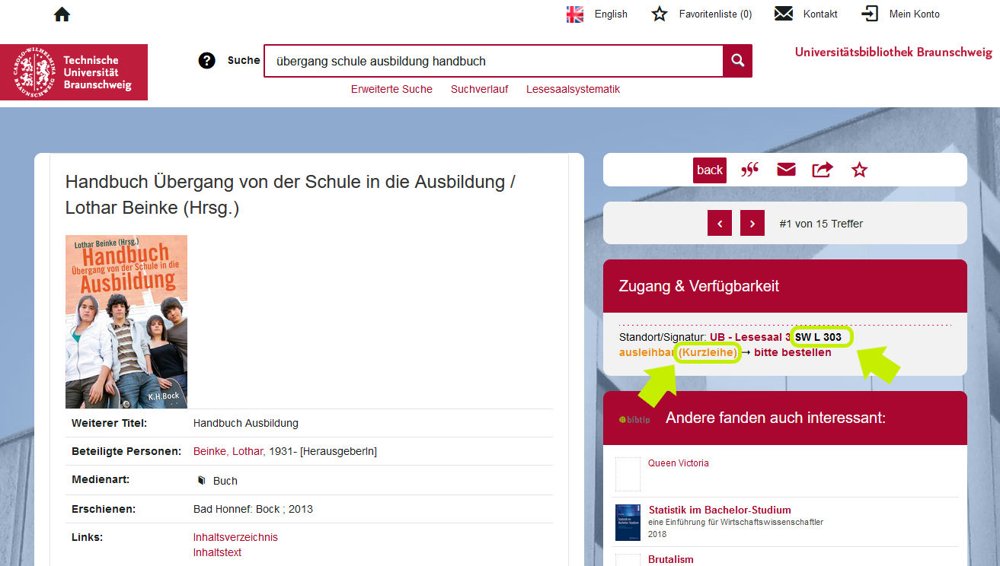 English
Favoritenliste (0)
Kontakt
Mein Konto
CAROLO-WILHELMINA
BRAUNSCHWEIG
Technische
Universität
Braunschweig
? Suche
übergang schule ausbildung handbuch
Universitätsbibliothek Braunschweig
Erweiterte Suche Suchverlauf Lesesaalsystematik
Handbuch Übergang von der Schule in die Ausbildung /
Lothar Beinke (Hrsg.)
Lothar Beinke (Hrsg.)
Handbuch
Übergang von der Schule in die
Ausbildung
K.H.Bock
Weiterer Titel: Handbuch Ausbildung
Beteiligte Personen: Beinke, Lothar, 1931- [HerausgeberIn]
Medienart: Buch
Erschienen: Bad Honnef: Bock ; 2013
Links: Inhaltsverzeichnis
Inhaltstext
back
#1 von 15 Treffer
Zugang & Verfügbarkeit
Standort/Signatur: UB - Lesesaal 3 SW L 303
ausleihbar (Kurzleihe) → bitte bestellen
bibtip Andere fanden auch interessant:
Queen Victoria
Statistik im Bachelor-Studium
eine Einführung für Wirtschaftswissenschaftler
2018
Brutalism